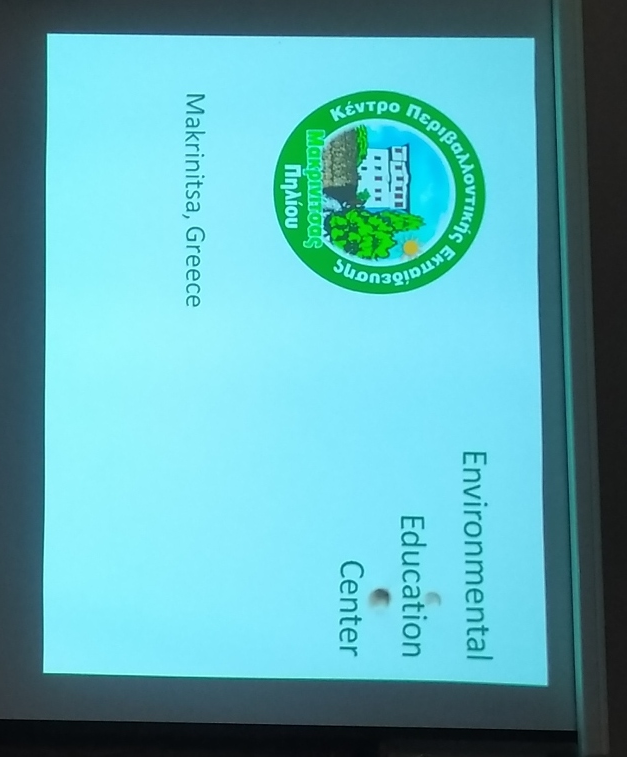 Κέντρο Περιβαλλοντικής Εκπαίδευσης
Μακρινίτσας
Πηλίου
Environmental
Education
Center
Makrinitsa, Greece